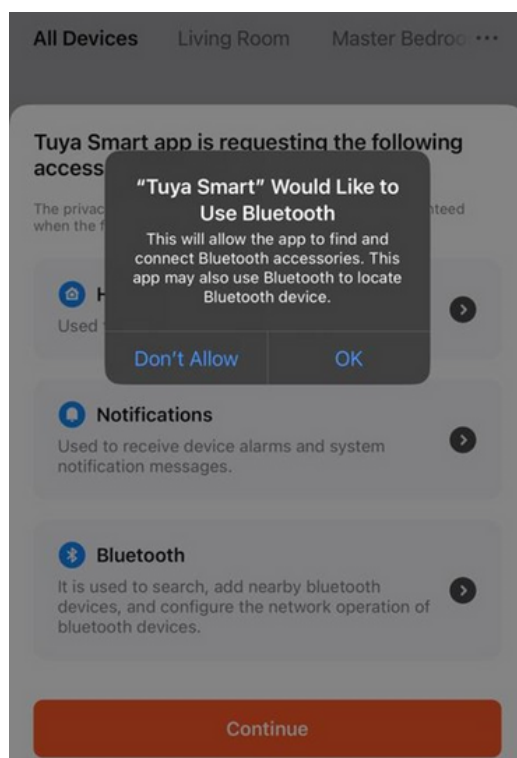 All Devices Living Room Master Bedroo
Tuya Smart app is requesting the following
access
"Tuya Smart" Would Like to
Use Bluetooth
This will allow the app to find and
connect Bluetooth accessories. This
app may also use Bluetooth to locate
Bluetooth device.
Don't Allow OK
The privac
when the f
H
Used
Notifications
Used to receive device alarms and system
notification messages.
Bluetooth
It is used to search, add nearby bluetooth
devices, and configure the network operation of
bluetooth devices.
Continue